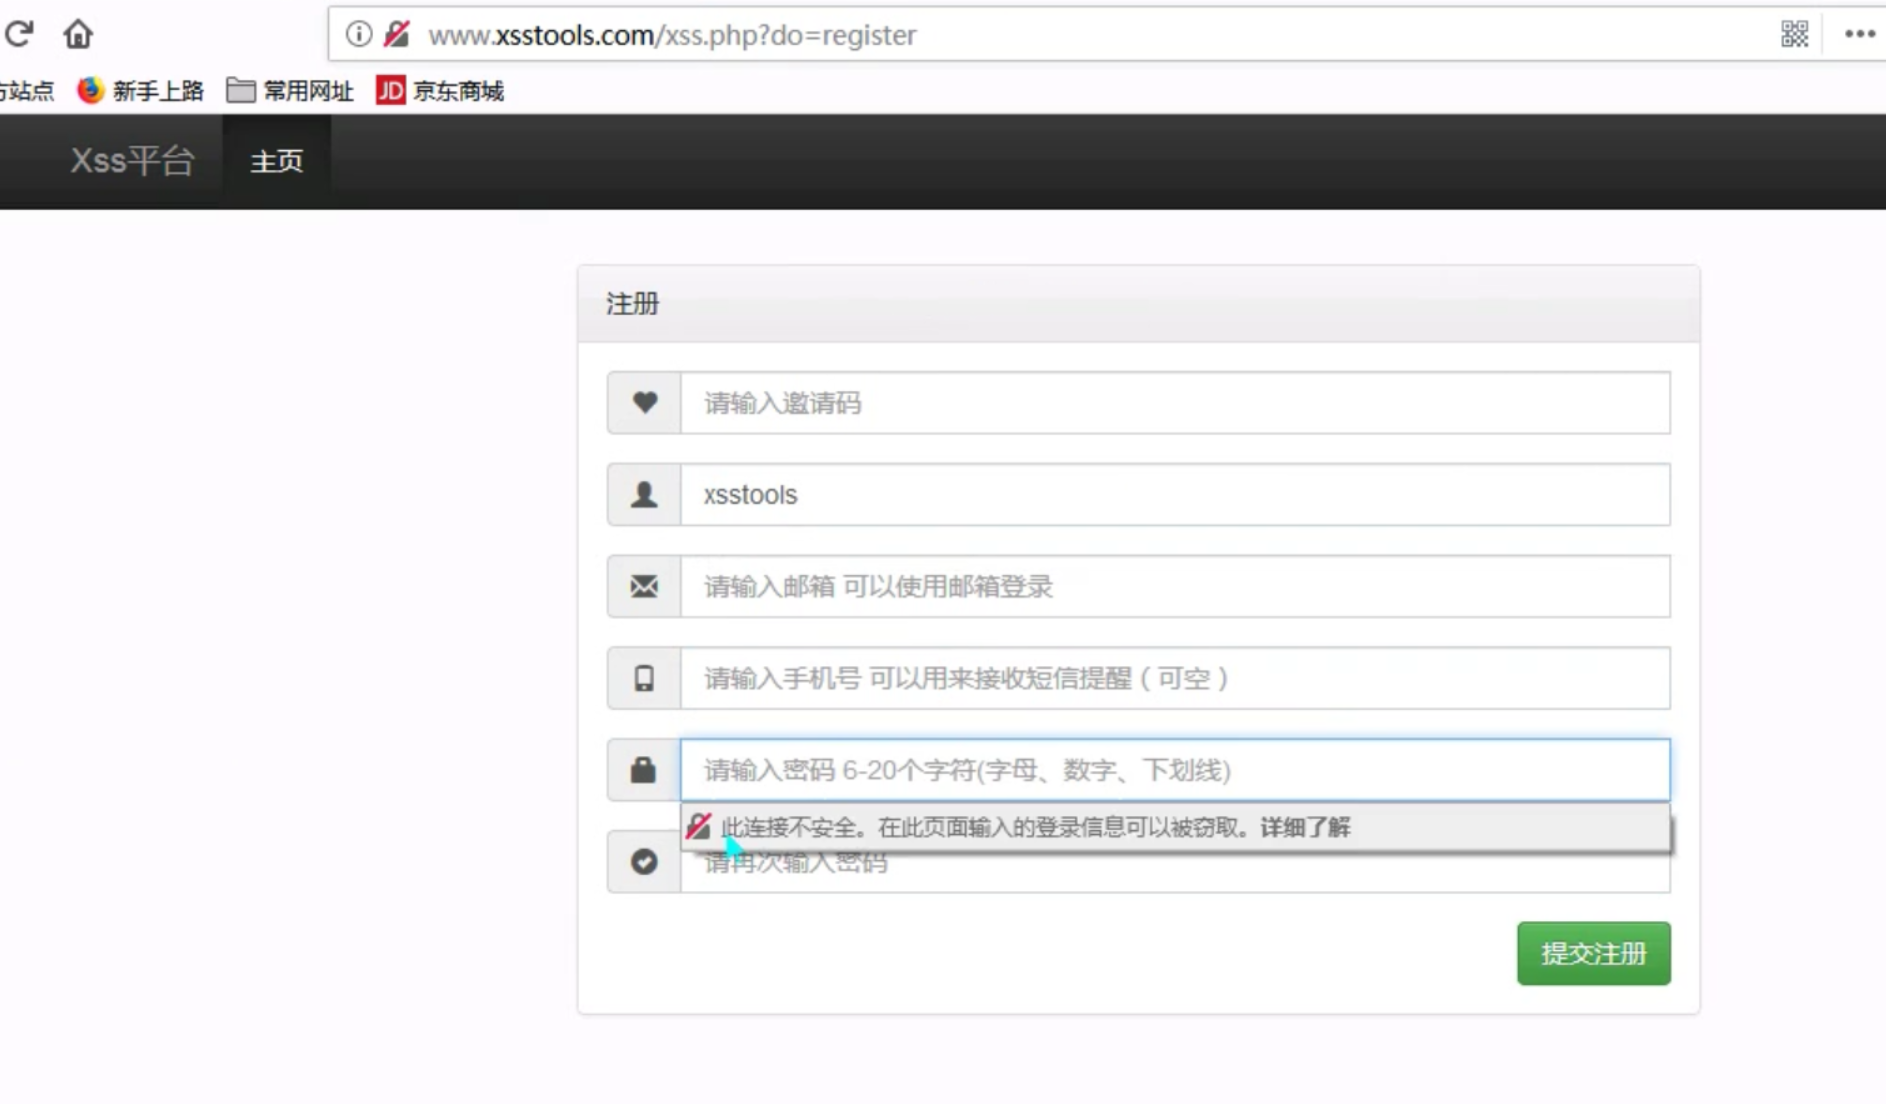 www.xsstools.com/xss.php?do=register
站点 新手上路 常用网址 JD 京东商城
Xss平台 主页
注册
请输入邀请码
xsstools
请输入邮箱 可以使用邮箱登录
请输入手机号 可以用来接收短信提醒（可空）
请输入密码 6-20个字符(字母、数字、下划线)
此连接不安全。在此页面输入的登录信息可以被窃取。详细了解
请再次输入密码
提交注册